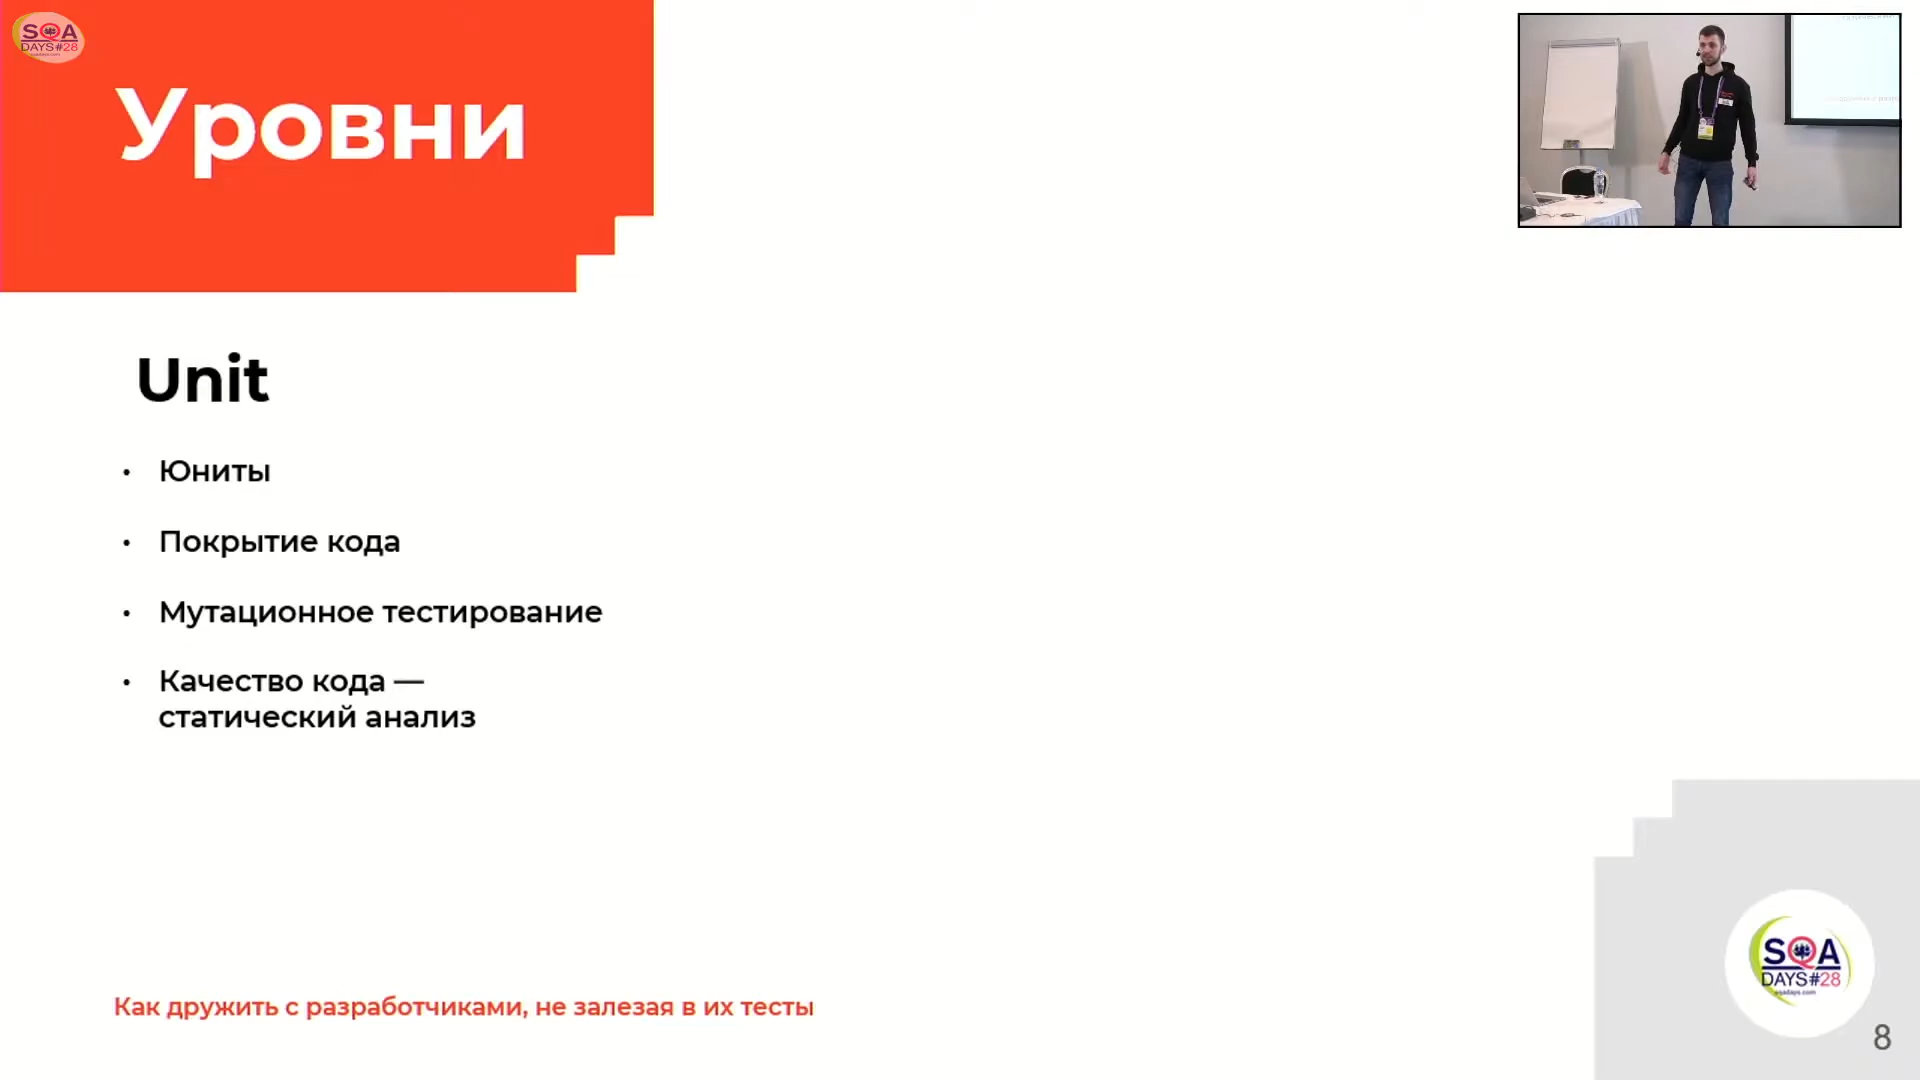 SQA
DAYS#28
Уровни
Unit
• Юниты
• Покрытие кода
• Мутационное тестирование
• Качество кода —
статический анализ
Как дружить с разработчиками, не залезая в их тесты
SQA
DAYS#28
sqadays.com
8